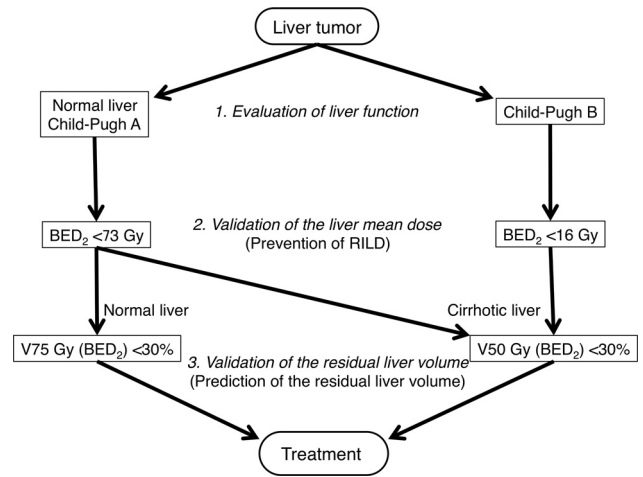 Liver tumor
Normal liver
Child-Pugh A
1. Evaluation of liver function
Child-Pugh B
2. Validation of the liver mean dose
(Prevention of RILD)
BED₂ <73 Gy
BED₂ <16 Gy
Normal liver
Cirrhotic liver
V75 Gy (BED₂) <30%
3. Validation of the residual liver volume
(Prediction of the residual liver volume)
V50 Gy (BED₂) <30%
Treatment